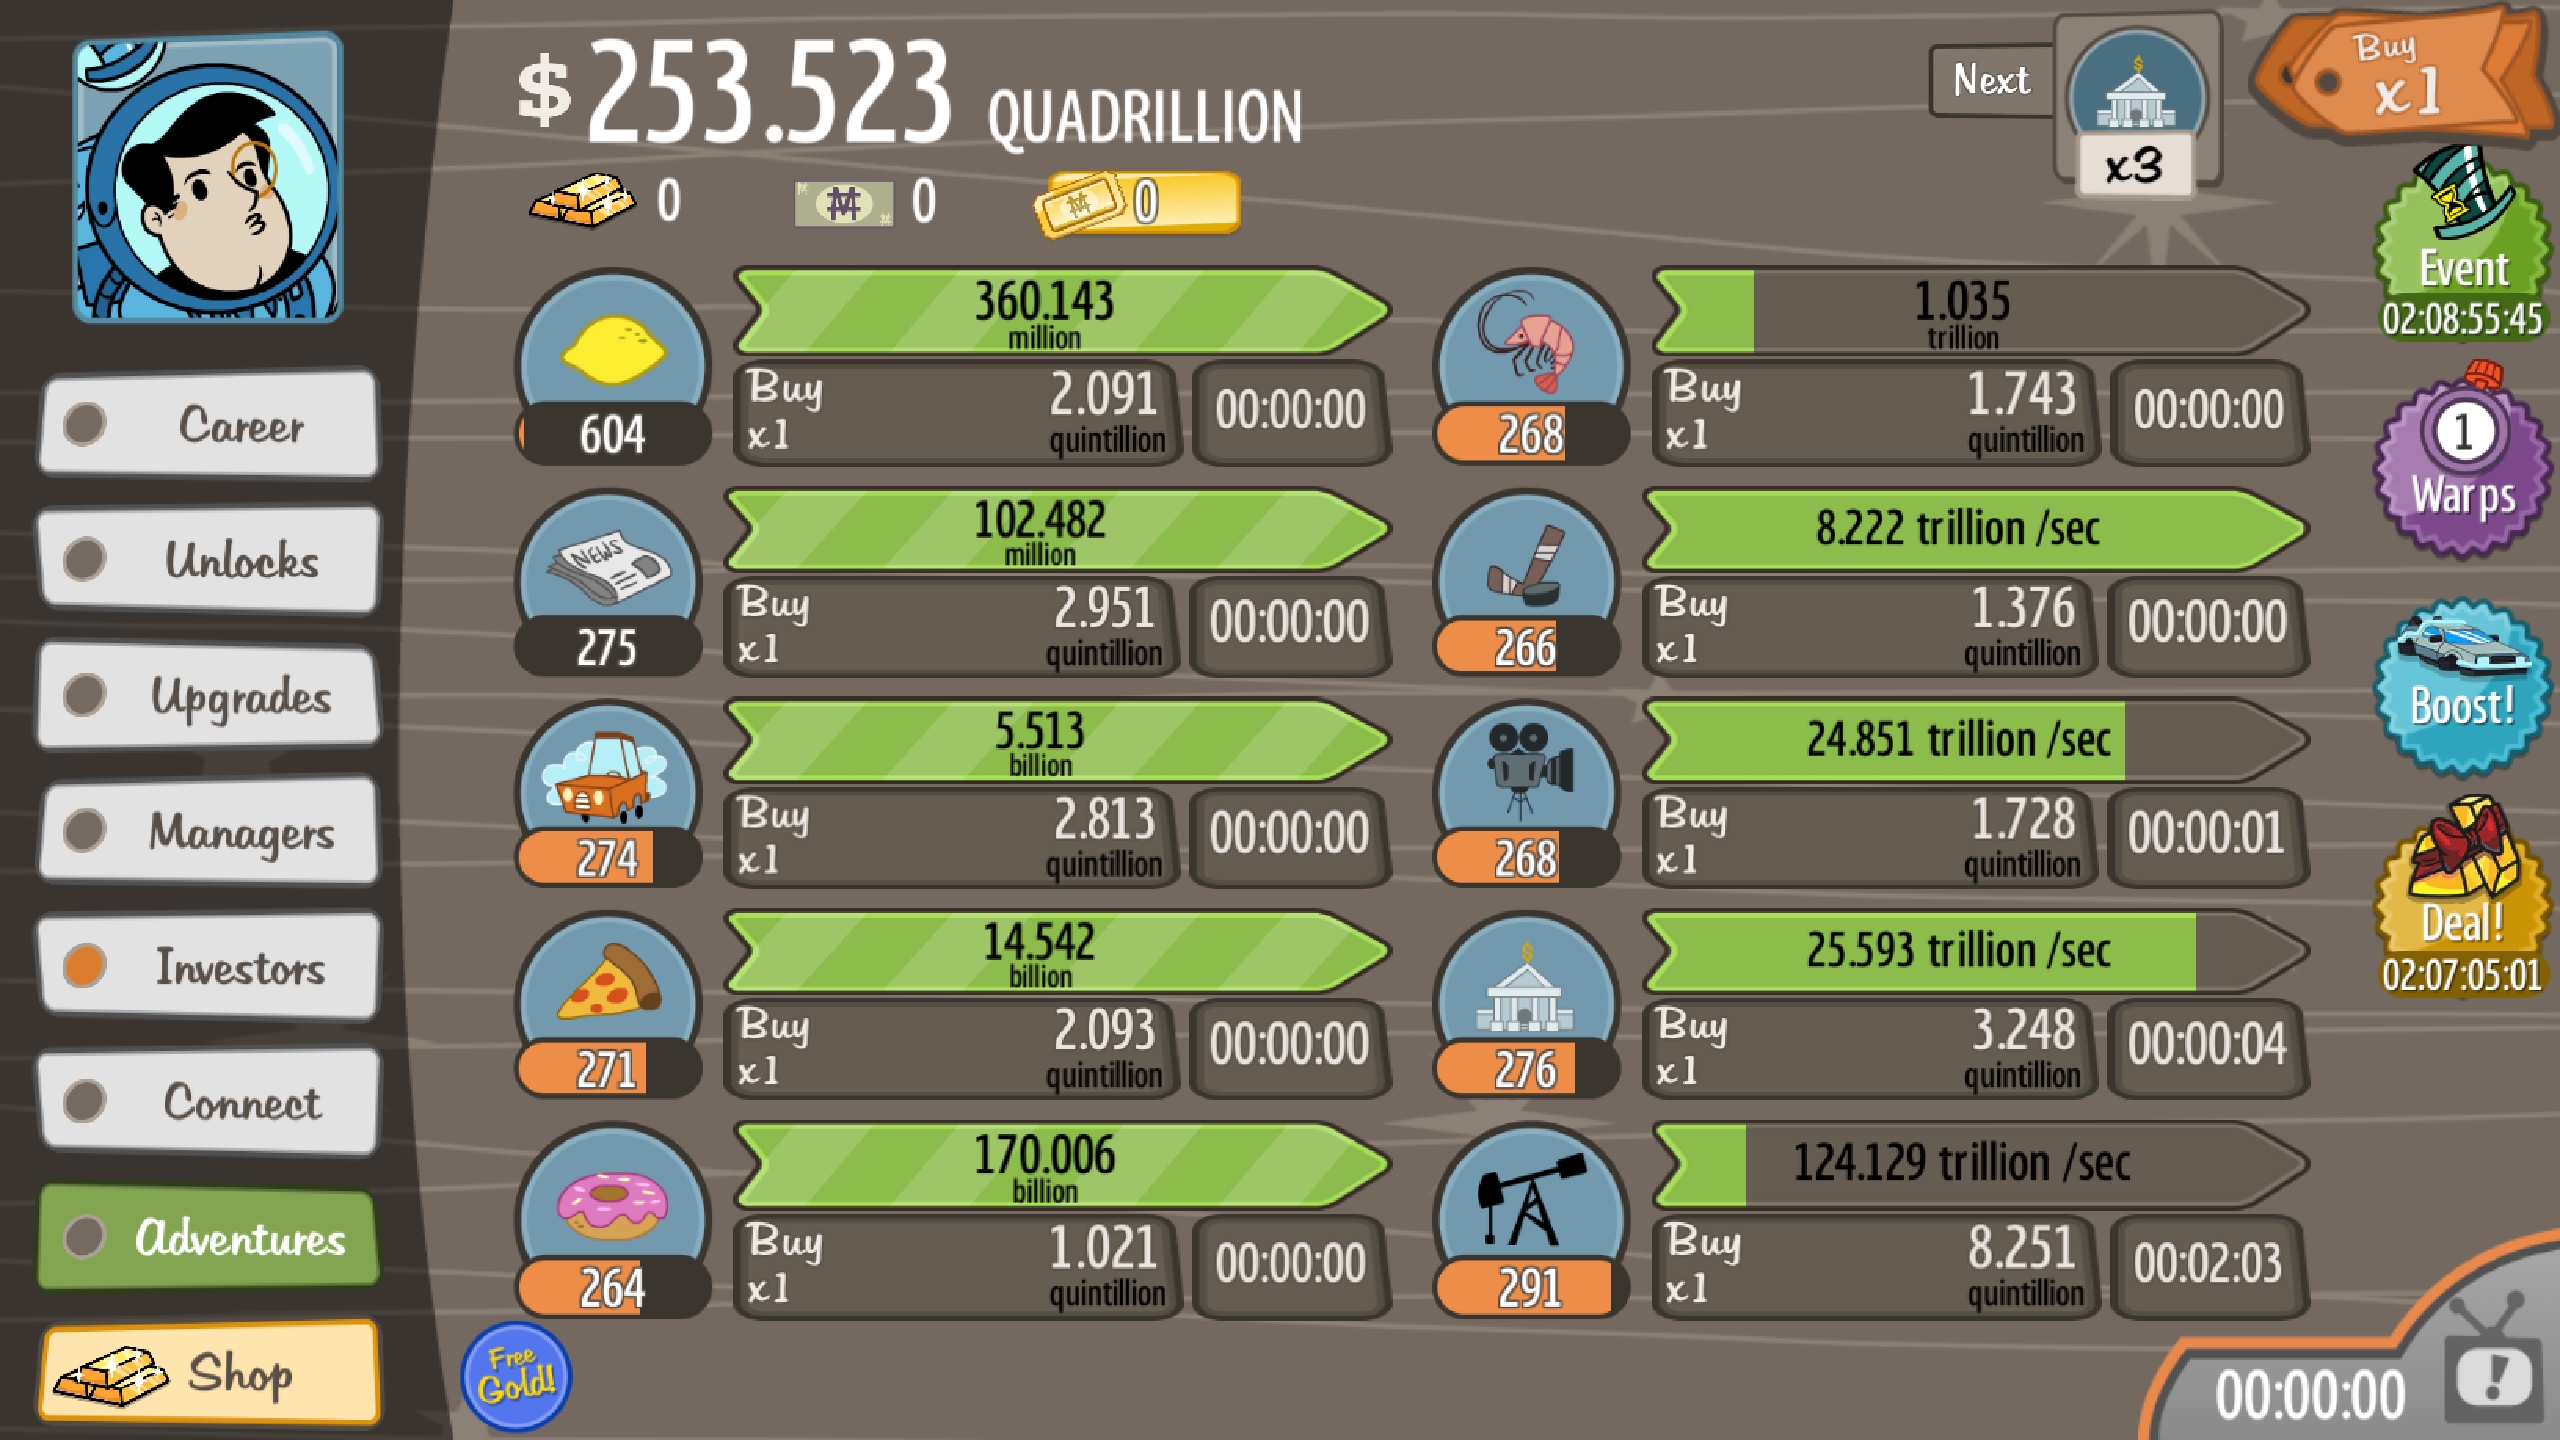 $253.523 QUADRILLION
0
0
0
Next
x3
Buy
x1
Event
02:08:55:45
1
Warps
Boost!
Deal!
02:07:05:01
Career
Unlocks
Upgrades
Managers
Investors
Connect
Adventures
Shop
Free
Gold!
360.143
million
604
Buy
x1
2.091
quintillion
00:00:00
NEWS
102.482
million
275
Buy
x1
2.951
quintillion
00:00:00
5.513
billion
274
Buy
x1
2.813
quintillion
00:00:00
14.542
billion
271
Buy
x1
2.093
quintillion
00:00:00
170.006
billion
264
Buy
x1
1.021
quintillion
00:00:00
1.035
trillion
268
Buy
x1
1.743
quintillion
00:00:00
8.222 trillion /sec
266
Buy
x1
1.376
quintillion
00:00:00
24.851 trillion /sec
268
Buy
x1
1.728
quintillion
00:00:01
$
25.593 trillion /sec
276
Buy
x1
3.248
quintillion
00:00:04
124.129 trillion /sec
291
Buy
x1
8.251
quintillion
00:02:03
00:00:00
!